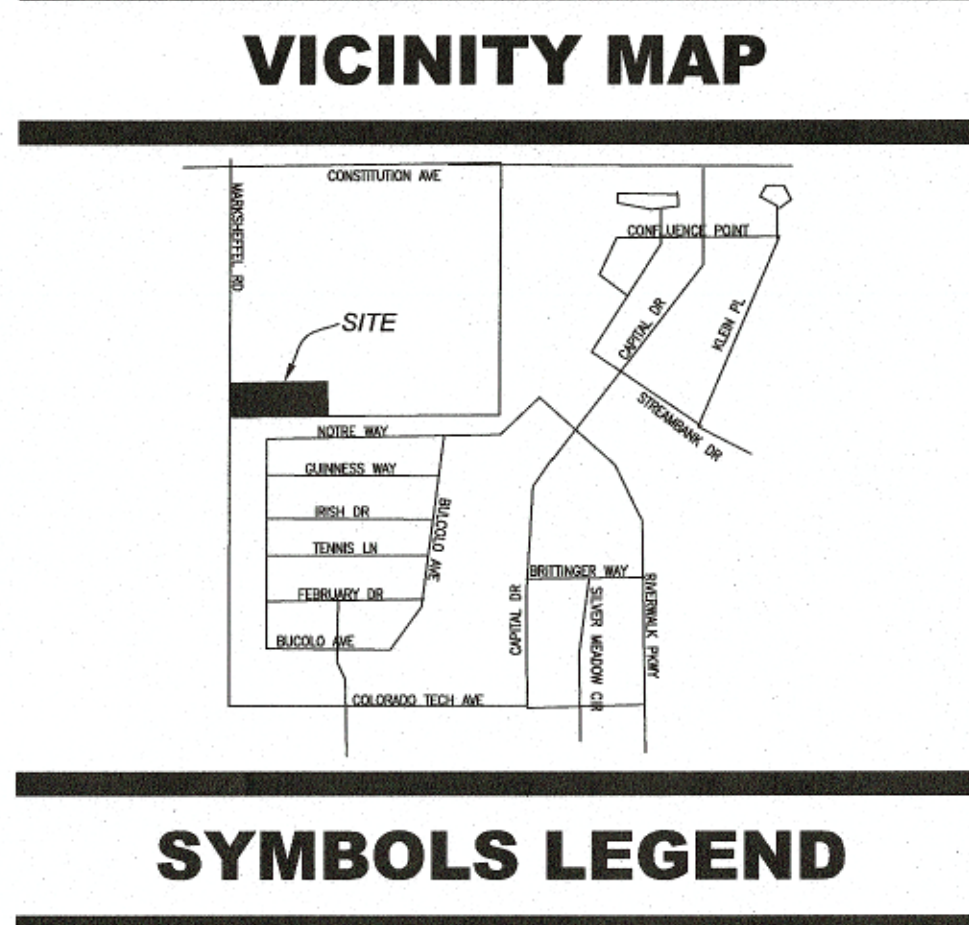 VICINITY MAP
CONSTITUTION AVE
MARKSHEFFEL RD
CONFLUENCE POINT
SITE
CAPITAL DR
KLEIN PL
STREAMBANK DR
NOTRE WAY
GUINNESS WAY
IRISH DR
BULCOLO AVE
TENNIS LN
BRITTINGER WAY
FEBRUARY DR
CAPITAL DR
SILVER MEADOW CIR
RIVERWALK PKWY
BUCOLO AVE
COLORADO TECH AVE
SYMBOLS LEGEND